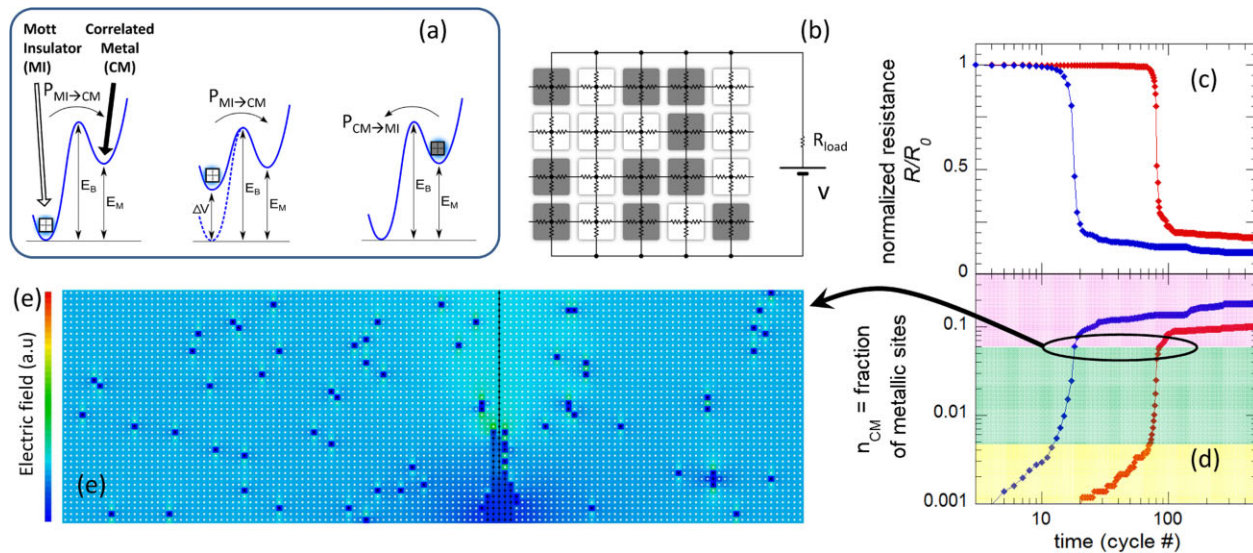 Mott
Insulator
(MI)
Correlated
Metal
(CM)
(a)
P_MI→CM
E_B
E_M
P_MI→CM
ΔV
E_B
E_M
P_CM→MI
E_B
E_M
(b)
R_load
V
(c)
normalized resistance
R/R_0
1
0.5
0
(d)
n_CM = fraction
of metallic sites
0.1
0.01
0.001
10
100
time (cycle #)
(e)
Electric field (a.u)
(e)